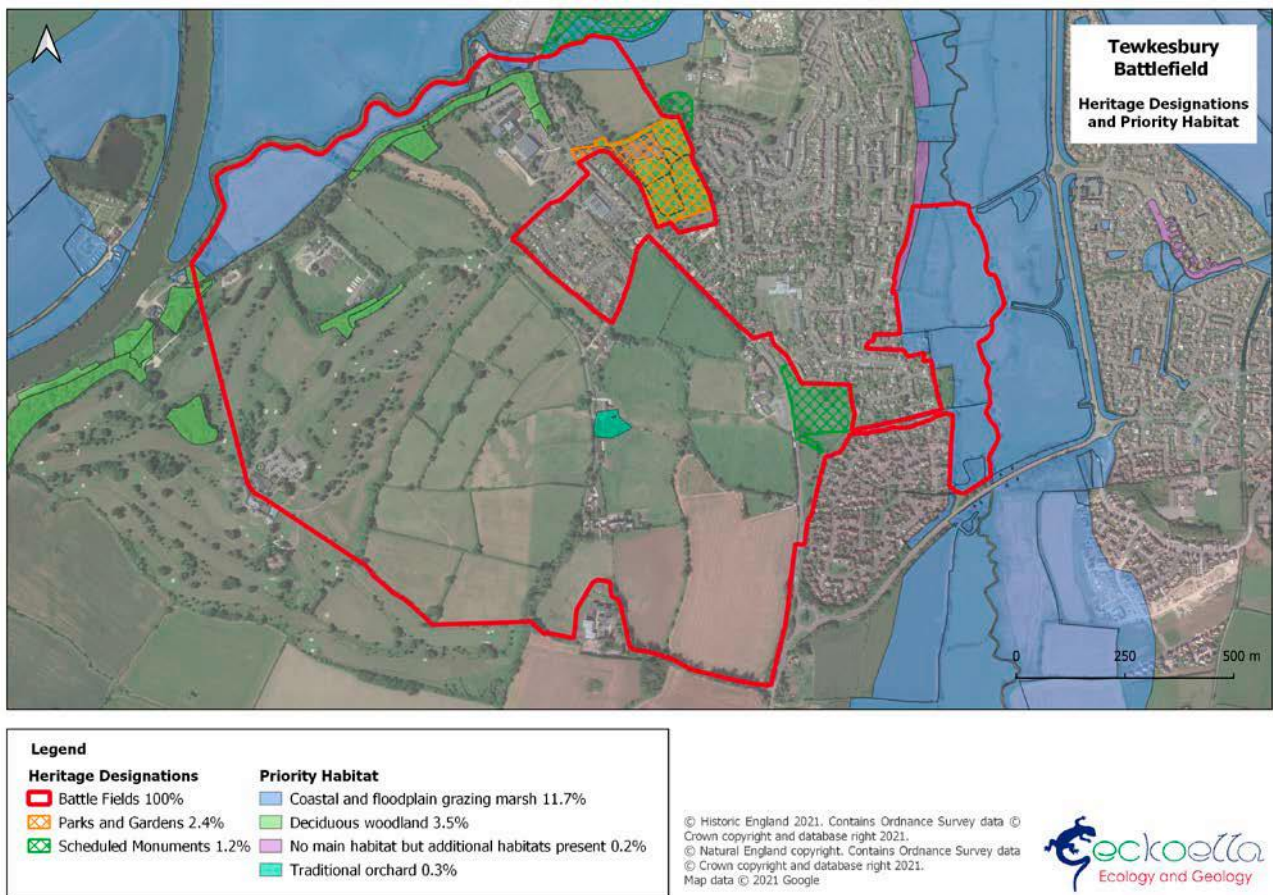 Tewkesbury
Battlefield
Heritage Designations
and Priority Habitat
0 250 500 m
Legend
Heritage Designations
Battle Fields 100%
Parks and Gardens 2.4%
Scheduled Monuments 1.2%
Priority Habitat
Coastal and floodplain grazing marsh 11.7%
Deciduous woodland 3.5%
No main habitat but additional habitats present 0.2%
Traditional orchard 0.3%
© Historic England 2021. Contains Ordnance Survey data ©
Crown copyright and database right 2021.
© Natural England copyright. Contains Ordnance Survey data
© Crown copyright and database right 2021.
Map data © 2021 Google
geckoella
Ecology and Geology